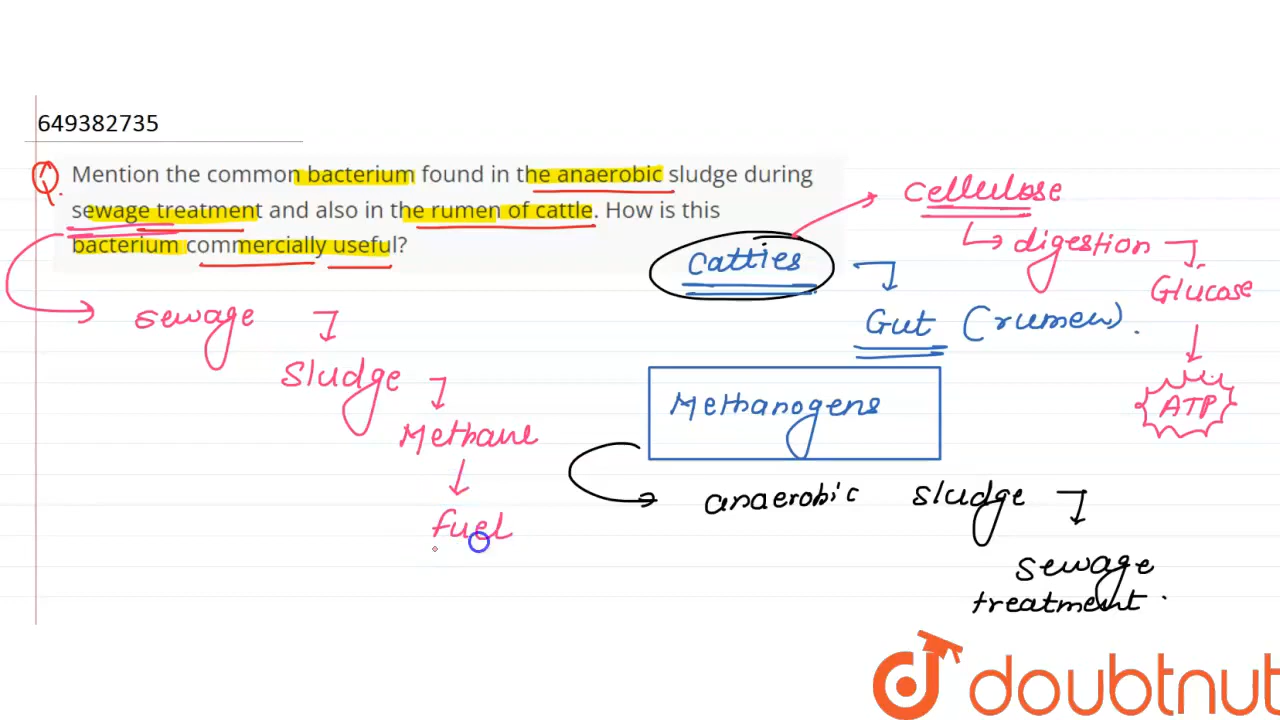 649382735
Q. Mention the common bacterium found in the anaerobic sludge during
sewage treatment and also in the rumen of cattle. How is this
bacterium commercially useful?
cellulose
digestion
Glucose
ATP
Catties
Gut (rumen).
sewage
Sludge
Methane
fuel
Methanogens
anaerobic sludge
sewage
treatment.
doubtnut